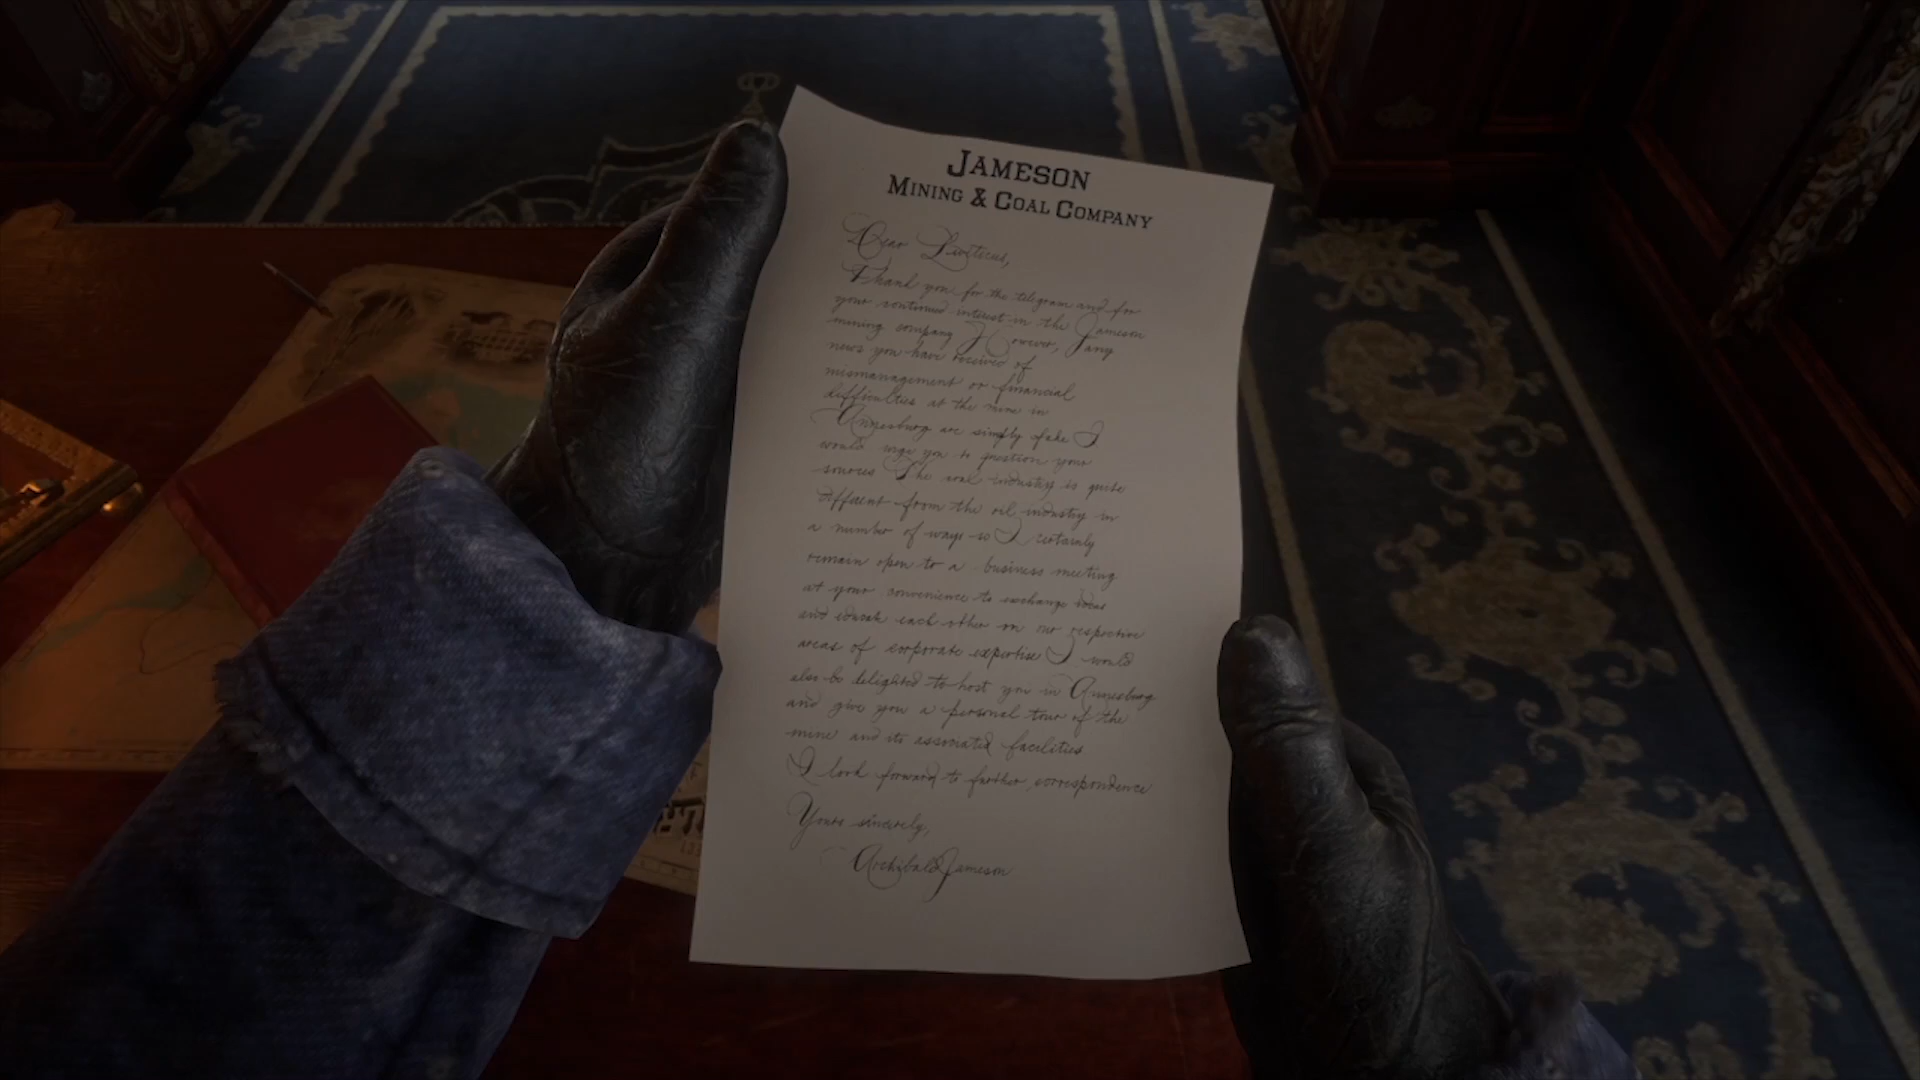 JAMESON
MINING & COAL COMPANY
Dear Leviticus,
Thank you for the telegram and for
your continued interest in the Jameson
mining company However, I any
news you have received of
mismanagement or financial
difficulties at the mine in
Annesburg are simply fake I
would urge you to question your
sources The coal industry is quite
different from the oil industry in
a number of ways so I certainly
remain open to a business meeting
at your convenience to exchange ideas
and educate each other on our respective
areas of corporate expertise I would
also be delighted to host you in Annesburg
and give you a personal tour of the
mine and its associated facilities
I look forward to further correspondence
Yours sincerely,
Archibald Jameson